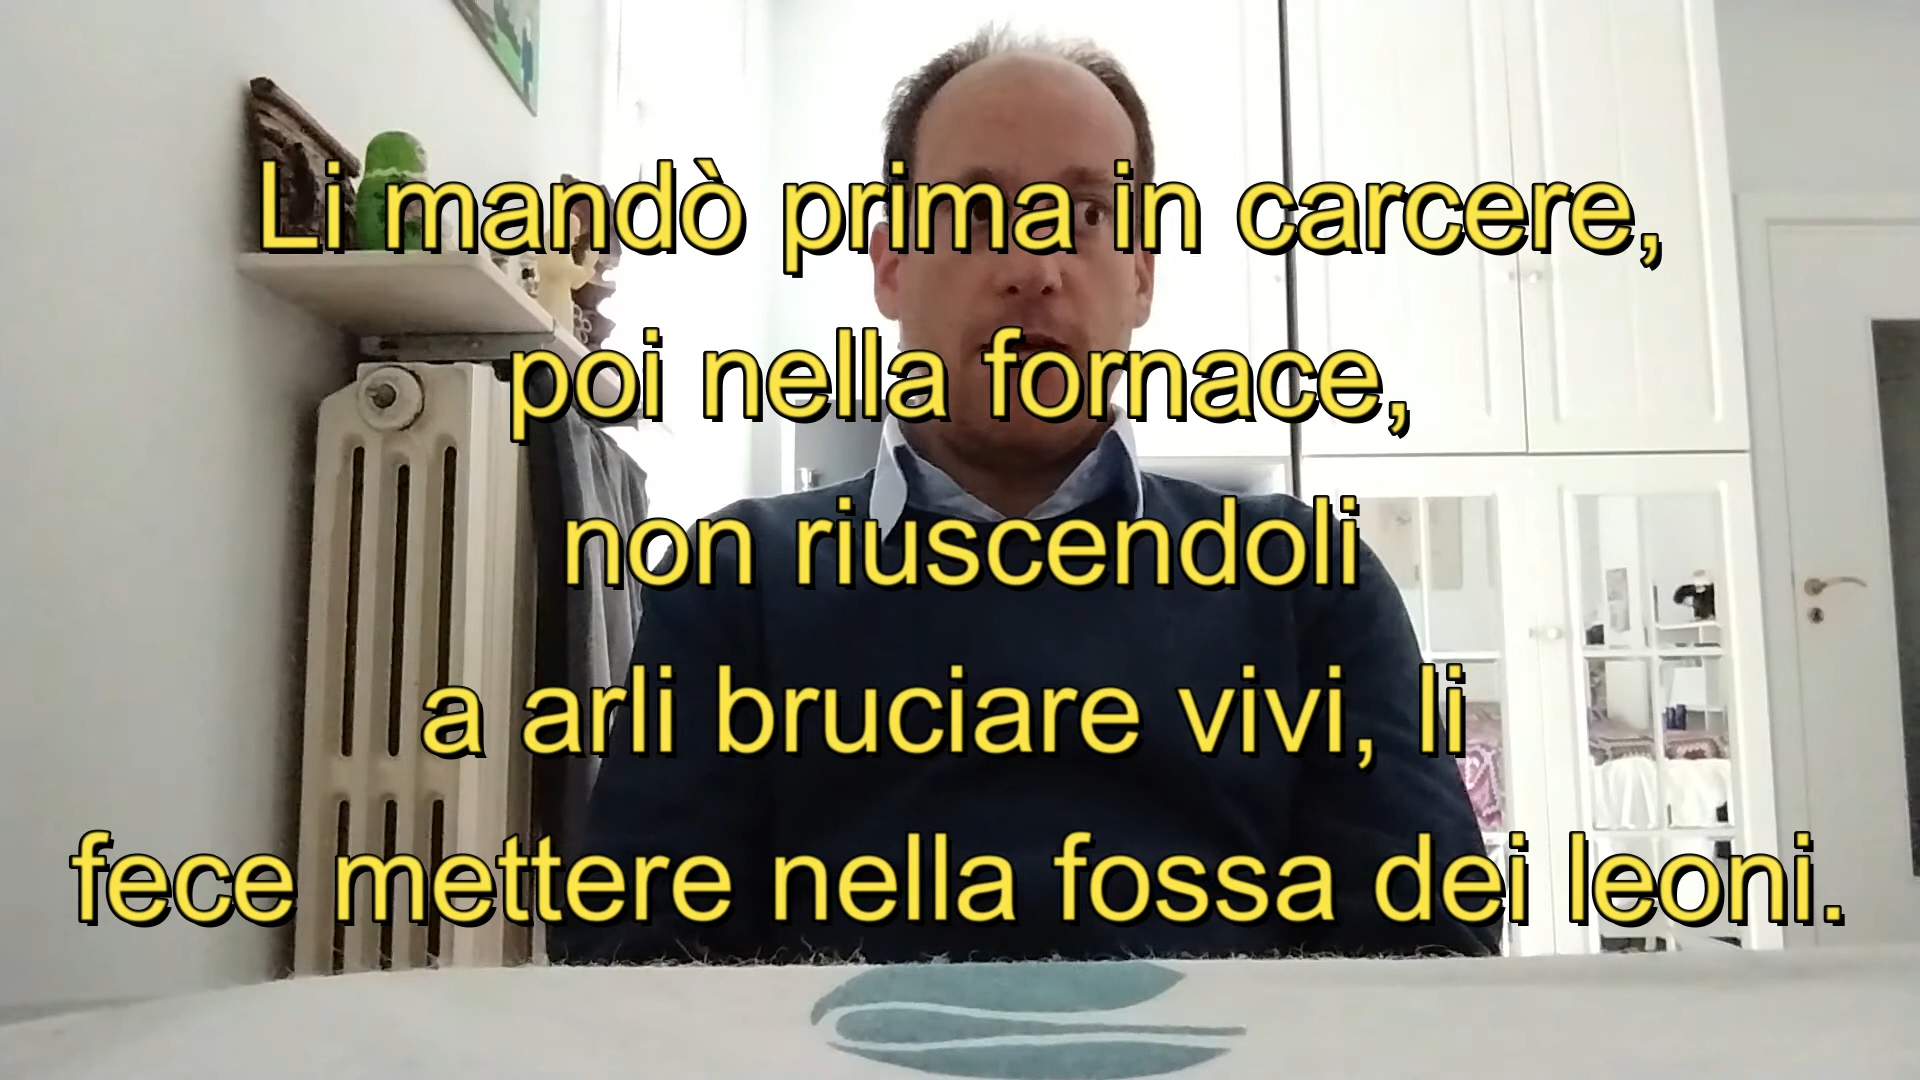 Li mandò prima in carcere,
poi nella fornace,
non riuscendoli
a arli bruciare vivi, li
fece mettere nella fossa dei leoni.